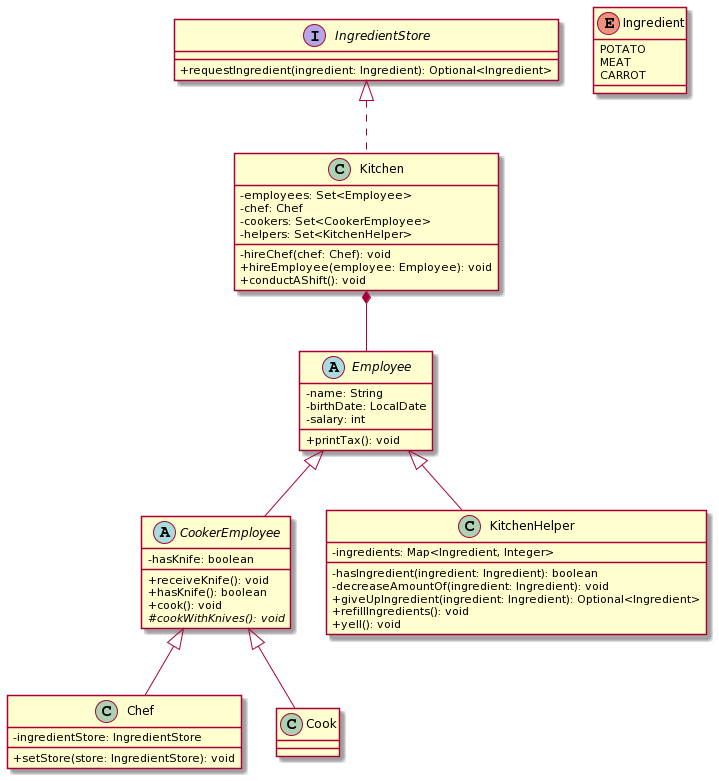 I IngredientStore
+requestIngredient(ingredient: Ingredient): Optional<Ingredient>
E Ingredient
POTATO
MEAT
CARROT
C Kitchen
-employees: Set<Employee>
-chef: Chef
-cookers: Set<CookerEmployee>
-helpers: Set<KitchenHelper>
-hireChef(chef: Chef): void
+hireEmployee(employee: Employee): void
+conductAShift(): void
A Employee
-name: String
-birthDate: LocalDate
-salary: int
+printTax(): void
A CookerEmployee
-hasKnife: boolean
+receiveKnife(): void
+hasKnife(): boolean
+cook(): void
#cookWithKnives(): void
C KitchenHelper
-ingredients: Map<Ingredient, Integer>
-hasIngredient(ingredient: Ingredient): boolean
-decreaseAmountOf(ingredient: Ingredient): void
+giveUpIngredient(ingredient: Ingredient): Optional<Ingredient>
+refillIngredients(): void
+yell(): void
C Chef
-ingredientStore: IngredientStore
+setStore(store: IngredientStore): void
C Cook